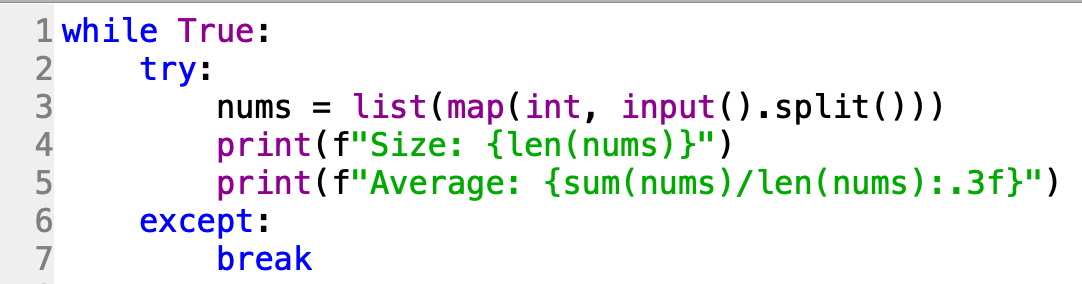 1 while True:
2     try:
3         nums = list(map(int, input().split()))
4         print(f"Size: {len(nums)}")
5         print(f"Average: {sum(nums)/len(nums):.3f}")
6     except:
7         break